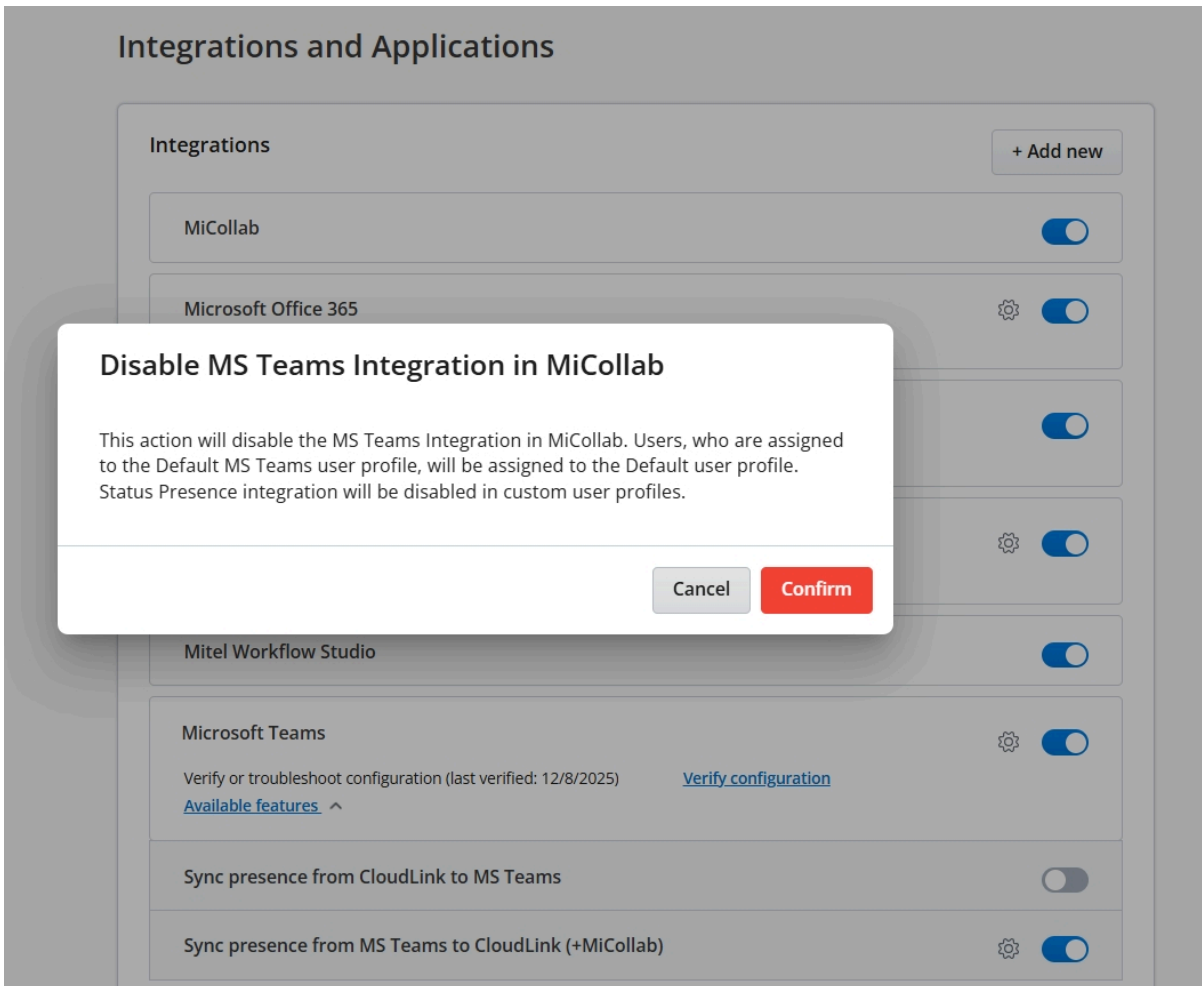 Integrations and Applications
Integrations
+ Add new
MiCollab
Microsoft Office 365
Disable MS Teams Integration in MiCollab
This action will disable the MS Teams Integration in MiCollab. Users, who are assigned
to the Default MS Teams user profile, will be assigned to the Default user profile.
Status Presence integration will be disabled in custom user profiles.
Cancel
Confirm
Mitel Workflow Studio
Microsoft Teams
Verify or troubleshoot configuration (last verified: 12/8/2025)
Verify configuration
Available features
Sync presence from CloudLink to MS Teams
Sync presence from MS Teams to CloudLink (+MiCollab)